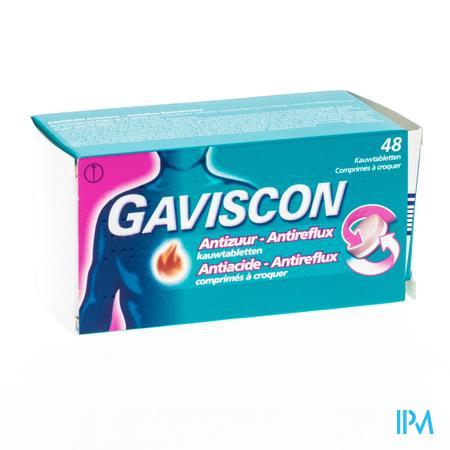 48
Kauwtabletten
Comprimés à croquer
GAVISCON
Antizuur - Antireflux
kauwtabletten
Antiacide - Antireflux
comprimés à croquer
IPM